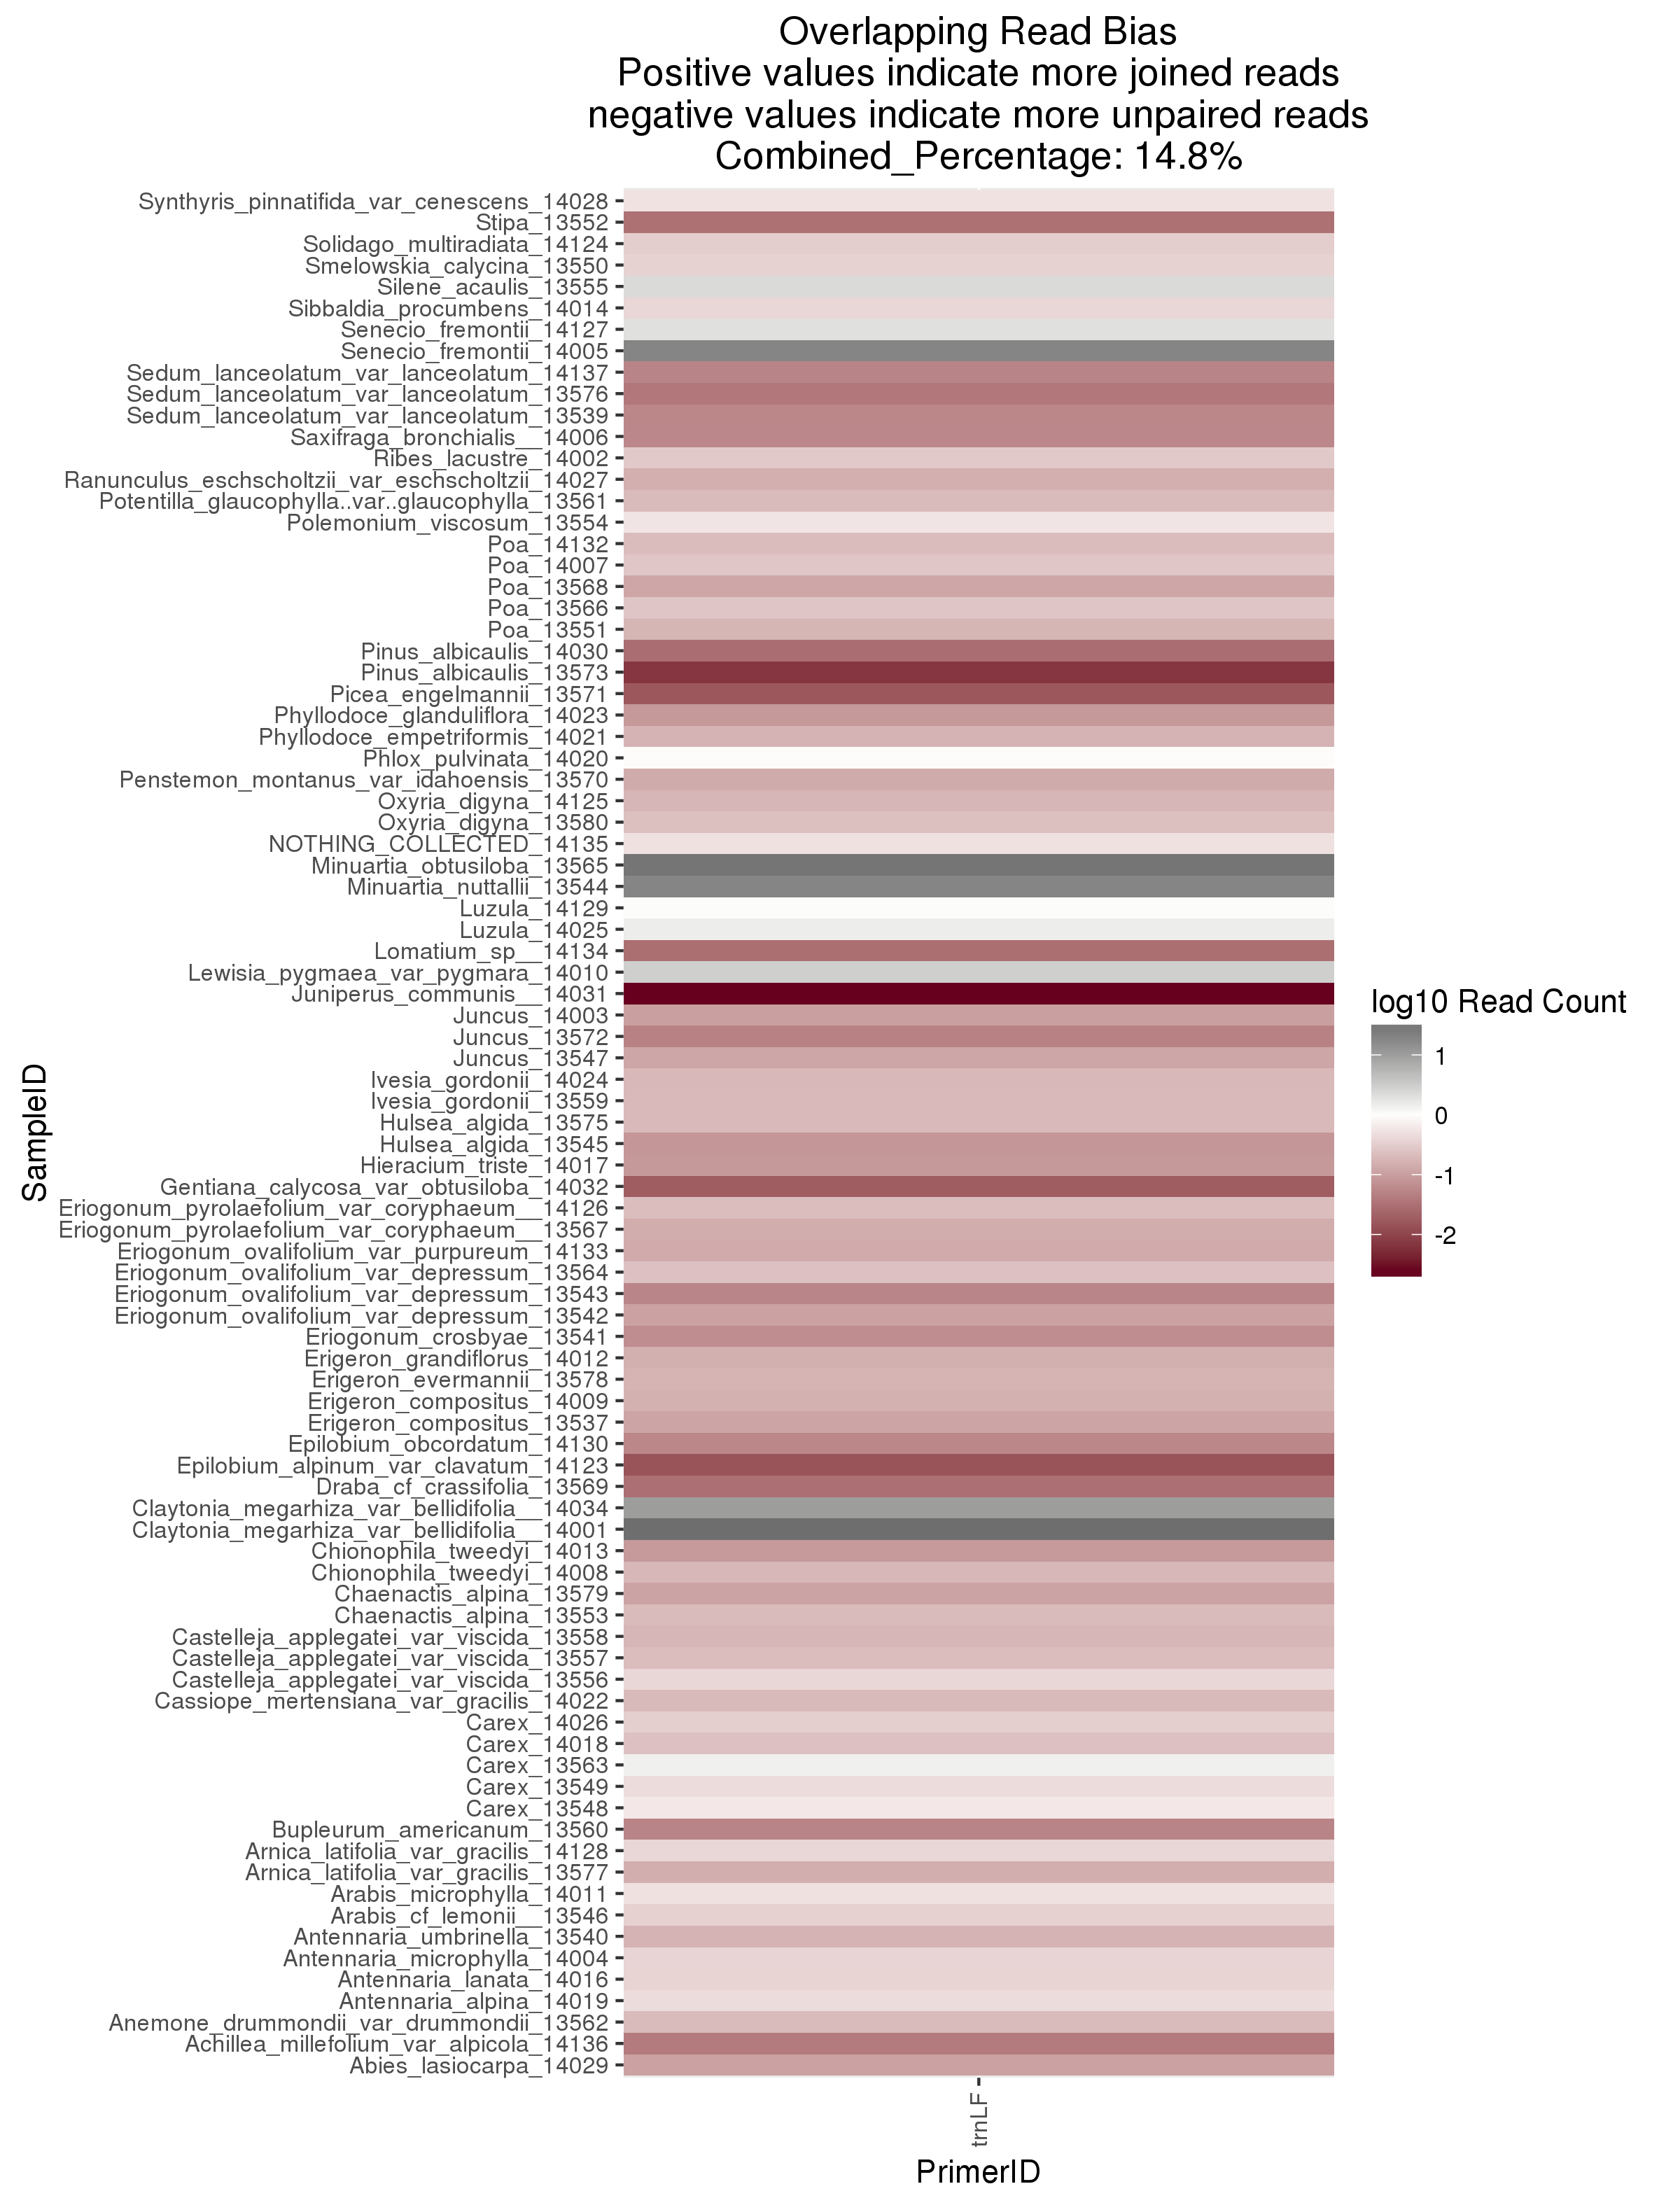 Overlapping Read Bias
Positive values indicate more joined reads
negative values indicate more unpaired reads
Combined_Percentage: 14.8%
Synthyris_pinnatifida_var_cenescens_14028
Stipa_13552
Solidago_multiradiata_14124
Smelowskia_calycina_13550
Silene_acaulis_13555
Sibbaldia_procumbens_14014
Senecio_fremontii_14127
Senecio_fremontii_14005
Sedum_lanceolatum_var_lanceolatum_14137
Sedum_lanceolatum_var_lanceolatum_13576
Sedum_lanceolatum_var_lanceolatum_13539
Saxifraga_bronchialis__14006
Ribes_lacustre_14002
Ranunculus_eschscholtzii_var_eschscholtzii_14027
Potentilla_glaucophylla..var..glaucophylla_13561
Polemonium_viscosum_13554
Poa_14132
Poa_14007
Poa_13568
Poa_13566
Poa_13551
Pinus_albicaulis_14030
Pinus_albicaulis_13573
Picea_engelmannii_13571
Phyllodoce_glanduliflora_14023
Phyllodoce_empetriformis_14021
Phlox_pulvinata_14020
Penstemon_montanus_var_idahoensis_13570
Oxyria_digyna_14125
Oxyria_digyna_13580
NOTHING_COLLECTED_14135
Minuartia_obtusiloba_13565
Minuartia_nuttallii_13544
Luzula_14129
Luzula_14025
Lomatium_sp__14134
Lewisia_pygmaea_var_pygmara_14010
Juniperus_communis__14031
Juncus_14003
Juncus_13572
Juncus_13547
Ivesia_gordonii_14024
Ivesia_gordonii_13559
Hulsea_algida_13575
Hulsea_algida_13545
Hieracium_triste_14017
Gentiana_calycosa_var_obtusiloba_14032
Eriogonum_pyrolaefolium_var_coryphaeum__14126
Eriogonum_pyrolaefolium_var_coryphaeum__13567
Eriogonum_ovalifolium_var_purpureum_14133
Eriogonum_ovalifolium_var_depressum_13564
Eriogonum_ovalifolium_var_depressum_13543
Eriogonum_ovalifolium_var_depressum_13542
Eriogonum_crosbyae_13541
Erigeron_grandiflorus_14012
Erigeron_evermannii_13578
Erigeron_compositus_14009
Erigeron_compositus_13537
Epilobium_obcordatum_14130
Epilobium_alpinum_var_clavatum_14123
Draba_cf_crassifolia_13569
Claytonia_megarhiza_var_bellidifolia__14034
Claytonia_megarhiza_var_bellidifolia__14001
Chionophila_tweedyi_14013
Chionophila_tweedyi_14008
Chaenactis_alpina_13579
Chaenactis_alpina_13553
Castelleja_applegatei_var_viscida_13558
Castelleja_applegatei_var_viscida_13557
Castelleja_applegatei_var_viscida_13556
Cassiope_mertensiana_var_gracilis_14022
Carex_14026
Carex_14018
Carex_13563
Carex_13549
Carex_13548
Bupleurum_americanum_13560
Arnica_latifolia_var_gracilis_14128
Arnica_latifolia_var_gracilis_13577
Arabis_microphylla_14011
Arabis_cf_lemonii__13546
Antennaria_umbrinella_13540
Antennaria_microphylla_14004
Antennaria_lanata_14016
Antennaria_alpina_14019
Anemone_drummondii_var_drummondii_13562
Achillea_millefolium_var_alpicola_14136
Abies_lasiocarpa_14029
SampleID
trnLF
PrimerID
log10 Read Count
1
0
-1
-2